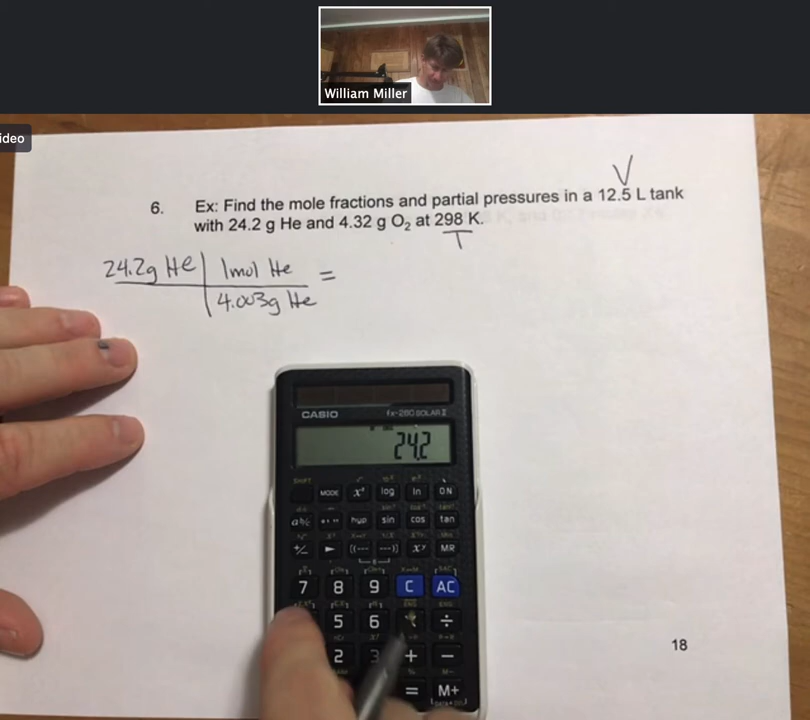 William Miller
ideo
V
6. Ex: Find the mole fractions and partial pressures in a 12.5 L tank
with 24.2 g He and 4.32 g O2 at 298 K.
T
24.2g He | 1mol He =
4.003g He
CASIO fx-260 SOLAR II
24.2
MODE log ln ON
hyp sin cos tan
+/- MR
7 8 9 C AC
5 6 ÷
2 3 + −
= M+
18